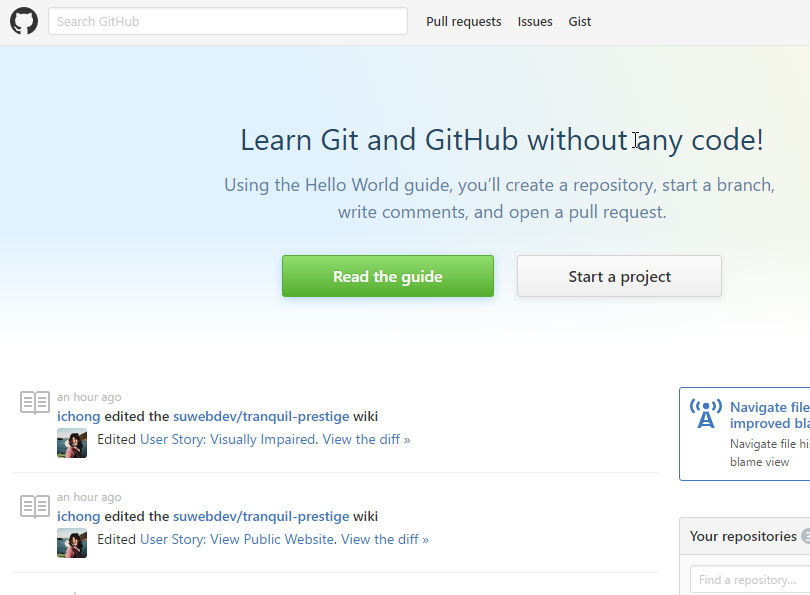 Search GitHub
Pull requests
Issues
Gist
Learn Git and GitHub without any code!
Using the Hello World guide, you’ll create a repository, start a branch,
write comments, and open a pull request.
Read the guide
Start a project
an hour ago
ichong edited the suwebdev/tranquil-prestige wiki
Edited User Story: Visually Impaired. View the diff »
an hour ago
ichong edited the suwebdev/tranquil-prestige wiki
Edited User Story: View Public Website. View the diff »
Navigate file
improved bla
Navigate file his
blame view
Your repositories
Find a repository…